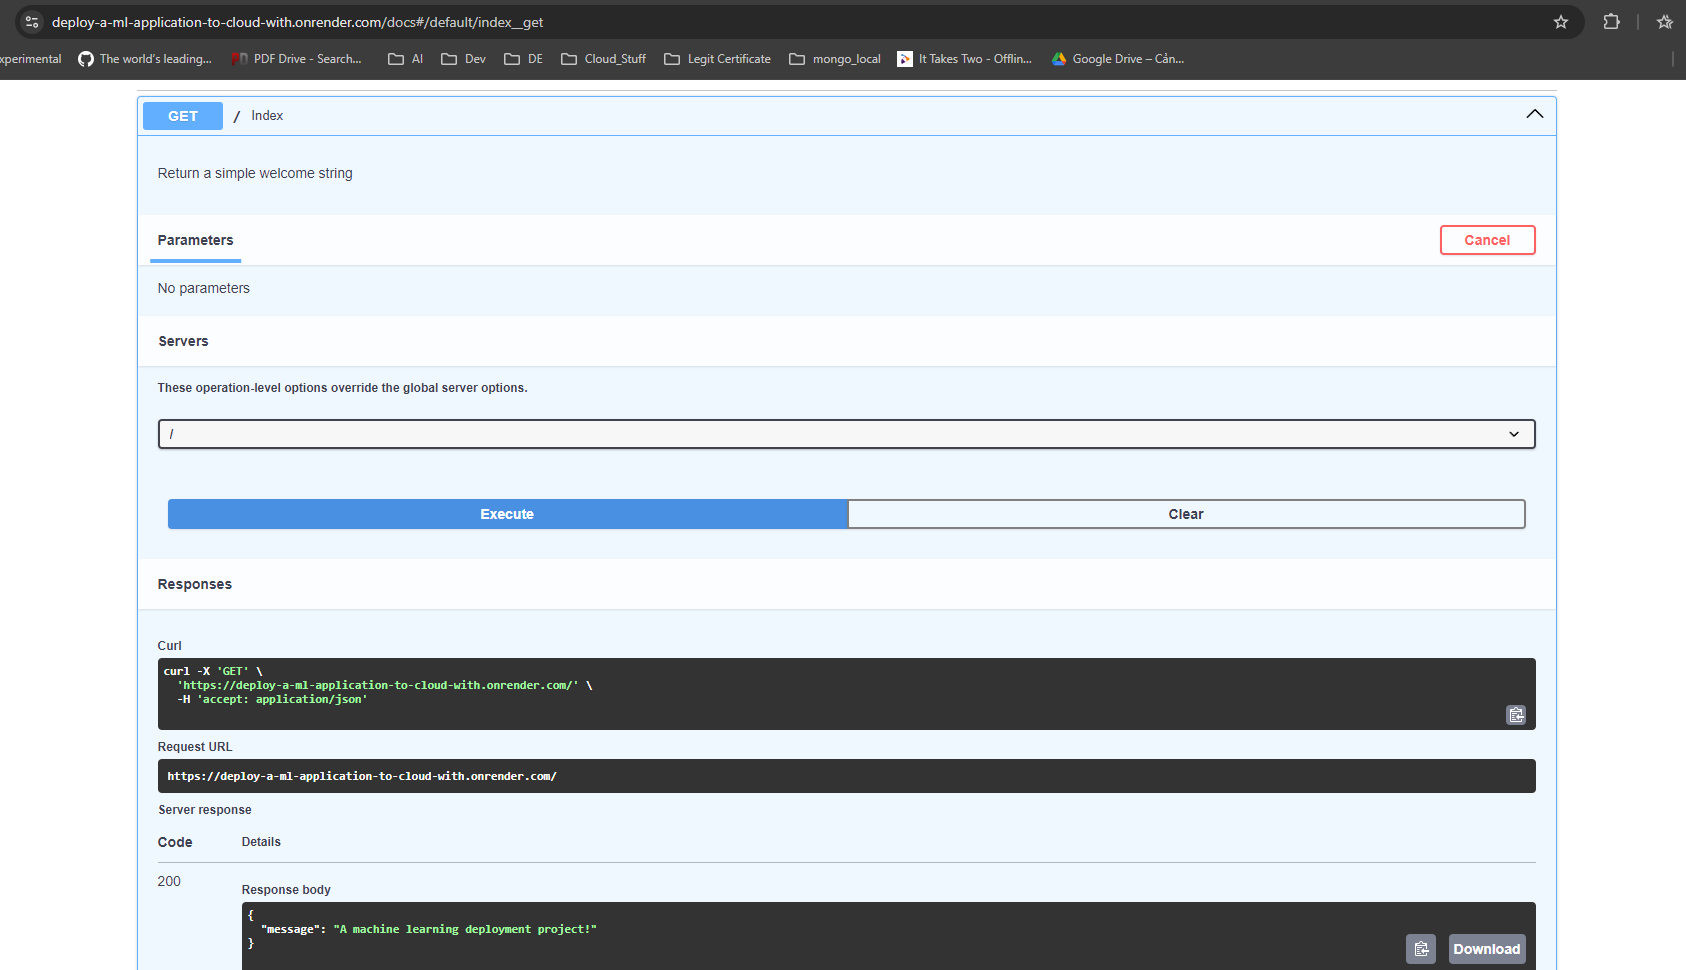 deploy-a-ml-application-to-cloud-with.onrender.com/docs#/default/index__get
xperimental The world's leading... PDF Drive - Search... AI Dev DE Cloud_Stuff Legit Certificate mongo_local It Takes Two - Offlin... Google Drive – Cản...
GET / Index
Return a simple welcome string
Parameters Cancel
No parameters
Servers
These operation-level options override the global server options.
/
Execute Clear
Responses
Curl
curl -X 'GET' \
'https://deploy-a-ml-application-to-cloud-with.onrender.com/' \
-H 'accept: application/json'
Request URL
https://deploy-a-ml-application-to-cloud-with.onrender.com/
Server response
Code Details
200
Response body
{
"message": "A machine learning deployment project!"
}
Download